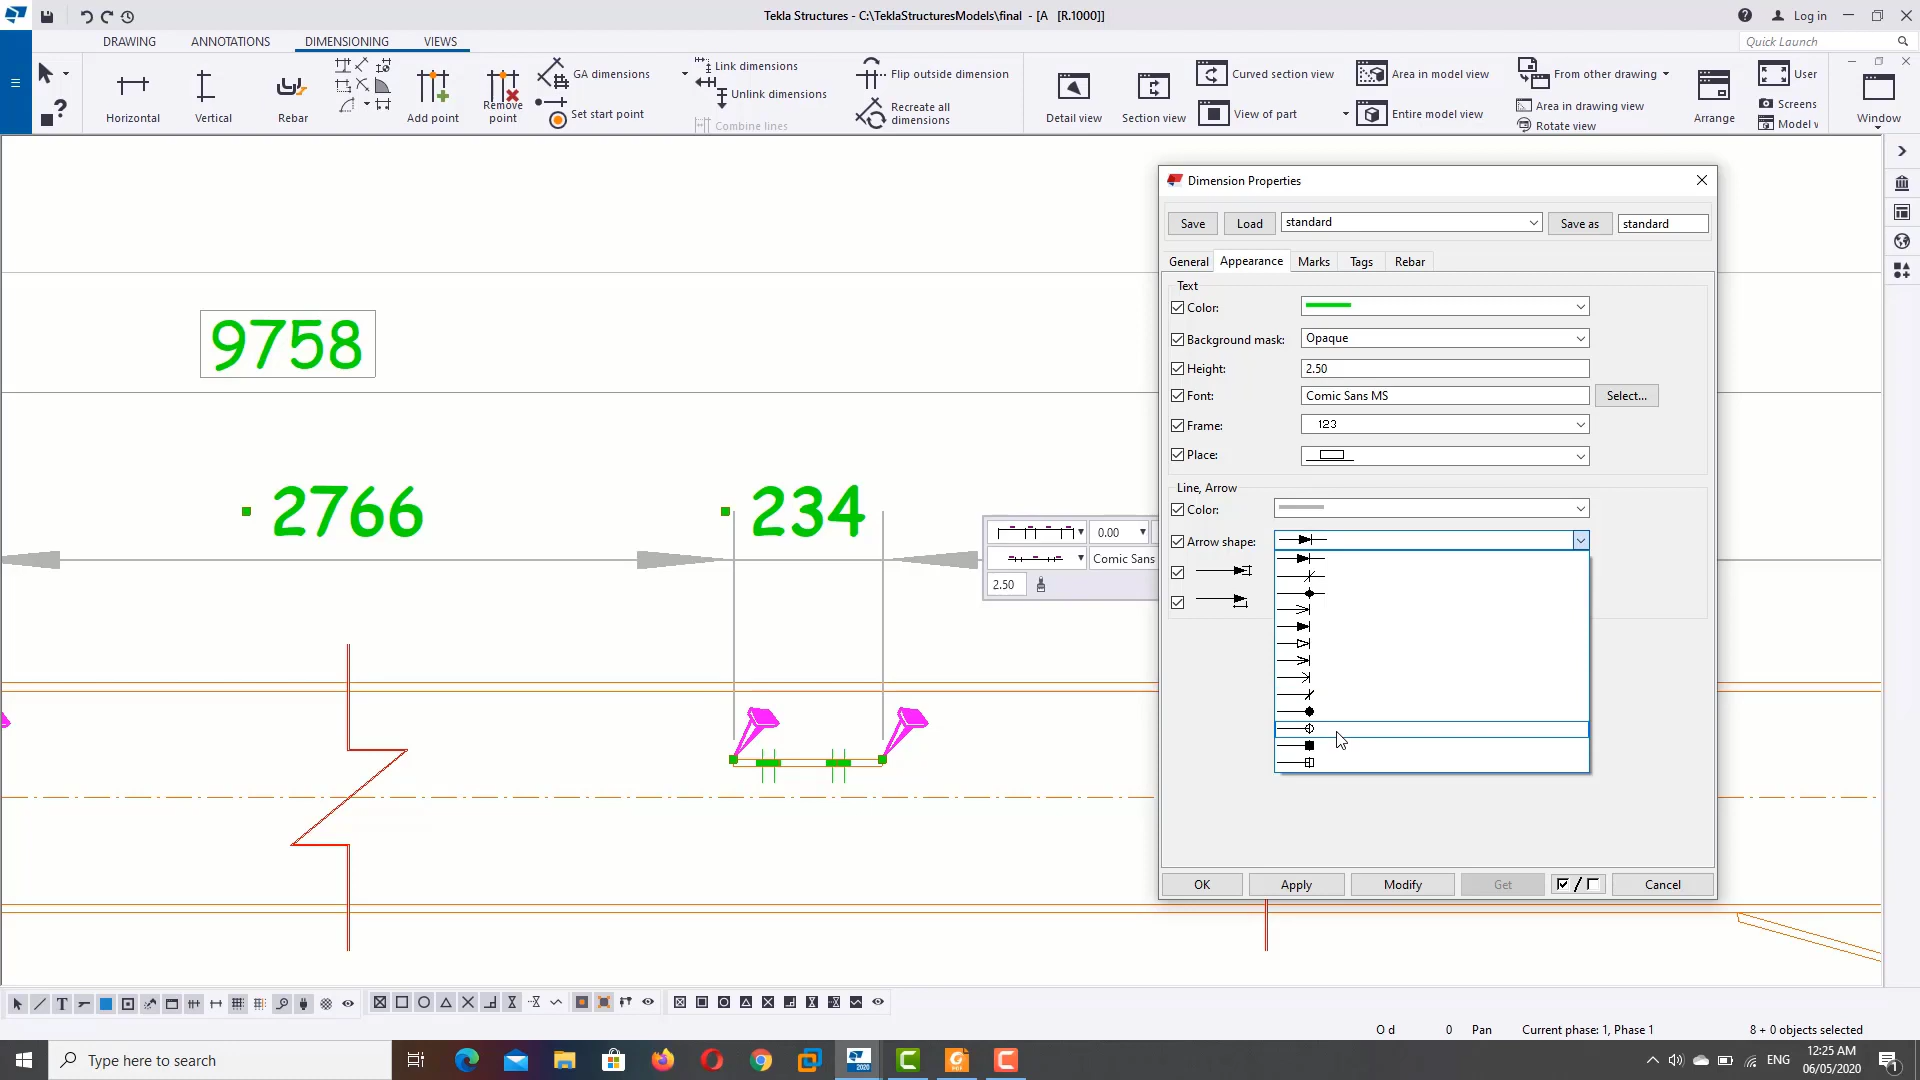 Tekla Structures - C:\TeklaStructuresModels\final - [A [R.1000]]
Log in
DRAWING ANNOTATIONS DIMENSIONING VIEWS
Quick Launch
Horizontal
Vertical
Rebar
Add point
Remove point
GA dimensions
Set start point
Link dimensions
Unlink dimensions
Combine lines
Flip outside dimension
Recreate all dimensions
Detail view
Section view
Curved section view
View of part
Area in model view
Entire model view
From other drawing
Area in drawing view
Rotate view
Arrange
User
Screens
Model v
Window
Dimension Properties
Save Load standard Save as standard
General Appearance Marks Tags Rebar
Text
Color:
Background mask: Opaque
Height: 2.50
Font: Comic Sans MS Select...
Frame: 123
Place:
Line, Arrow
Color:
Arrow shape:
OK Apply Modify Get Cancel
9758
2766
234
0.00
Comic Sans
2.50
O d 0 Pan Current phase: 1, Phase 1 8 + 0 objects selected
Type here to search
2020
ENG
12:25 AM
06/05/2020
1